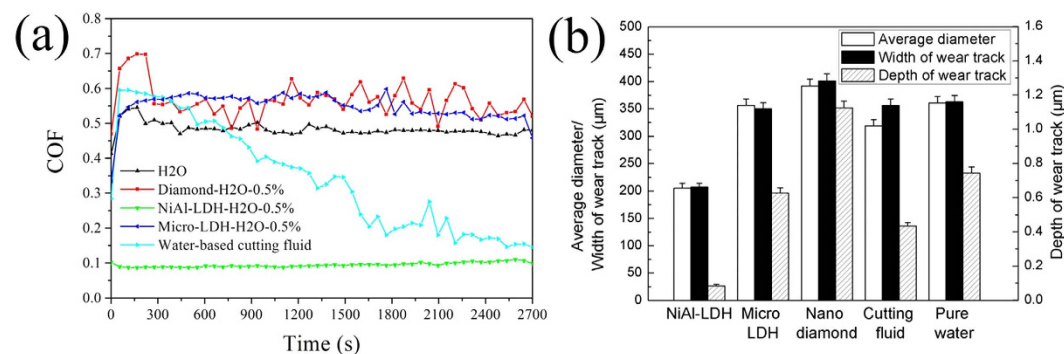 (a)
COF
0.8
0.7
0.6
0.5
0.4
0.3
0.2
0.1
0.0
H2O
Diamond-H2O-0.5%
NiAl-LDH-H2O-0.5%
Micro-LDH-H2O-0.5%
Water-based cutting fluid
0 300 600 900 1200 1500 1800 2100 2400 2700
Time (s)
(b)
Average diameter/
Width of wear track (μm)
500
450
400
350
300
250
200
150
100
50
0
Average diameter
Width of wear track
Depth of wear track
1.6
1.4
1.2
1.0
0.8
0.6
0.4
0.2
0.0
Depth of wear track (μm)
NiAl-LDH Micro Nano Cutting Pure
LDH diamond fluid water